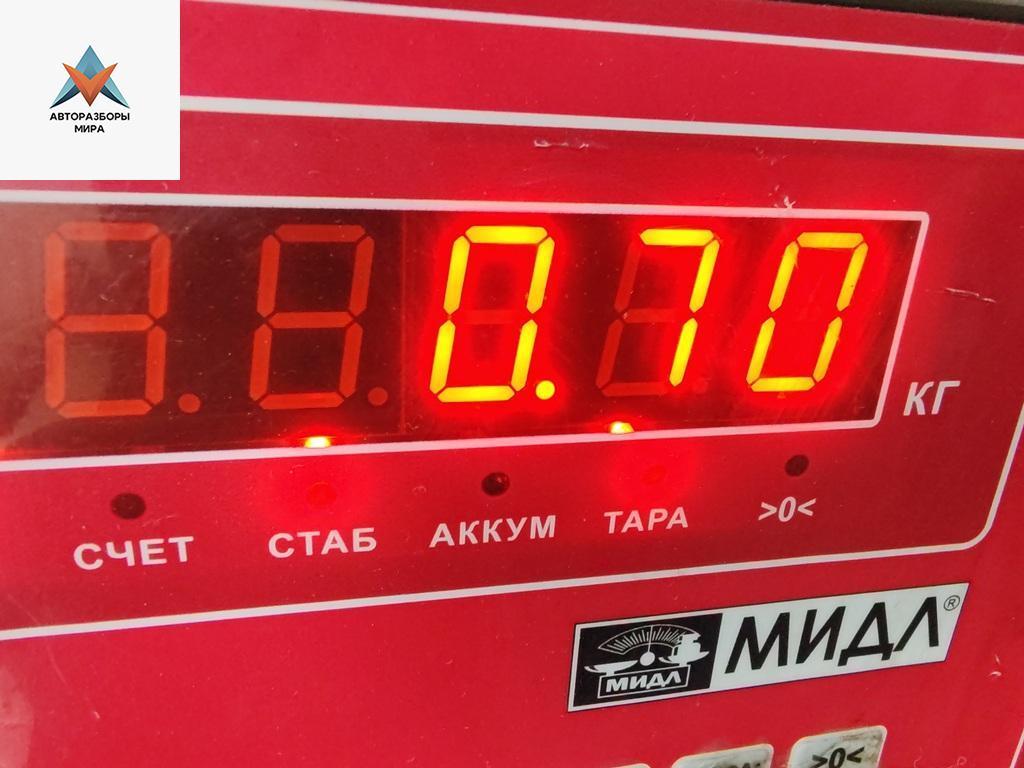 АВТОРАЗБОРЫ
МИРА
0.70
КГ
СЧЕТ СТАБ АККУМ ТАРА >0<
МИДЛ МИДЛ®
>0<